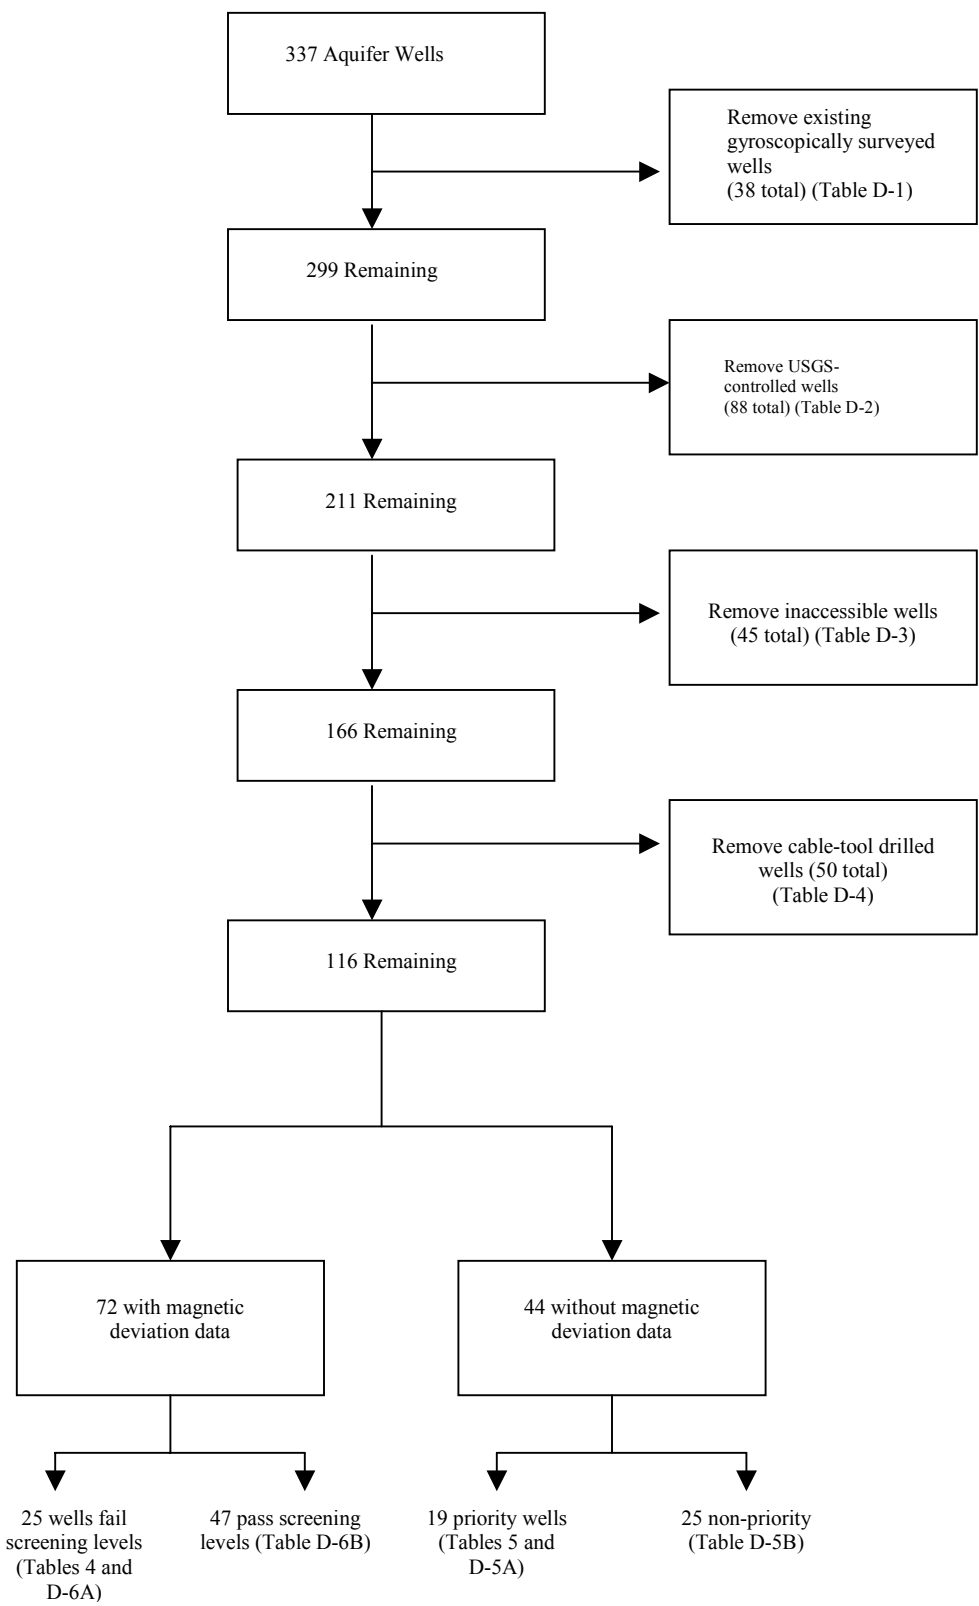 337 Aquifer Wells
Remove existing
gyroscopically surveyed
wells
(38 total) (Table D-1)
299 Remaining
Remove USGS-
controlled wells
(88 total) (Table D-2)
211 Remaining
Remove inaccessible wells
(45 total) (Table D-3)
166 Remaining
Remove cable-tool drilled
wells (50 total)
(Table D-4)
116 Remaining
72 with magnetic
deviation data
44 without magnetic
deviation data
25 wells fail
screening levels
(Tables 4 and
D-6A)
47 pass screening
levels (Table D-6B)
19 priority wells
(Tables 5 and
D-5A)
25 non-priority
(Table D-5B)